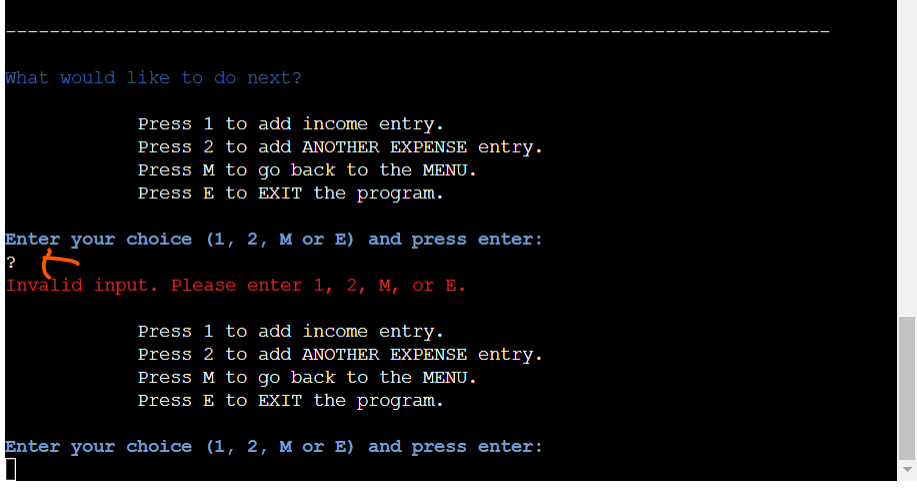 ---------------------------------------------------------------------------
What would like to do next?
Press 1 to add income entry.
Press 2 to add ANOTHER EXPENSE entry.
Press M to go back to the MENU.
Press E to EXIT the program.
Enter your choice (1, 2, M or E) and press enter:
?
Invalid input. Please enter 1, 2, M, or E.
Press 1 to add income entry.
Press 2 to add ANOTHER EXPENSE entry.
Press M to go back to the MENU.
Press E to EXIT the program.
Enter your choice (1, 2, M or E) and press enter: